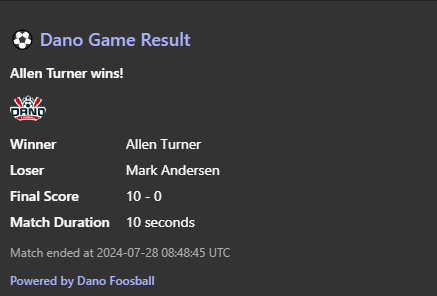 Dano Game Result
Allen Turner wins!
DANO
Winner Allen Turner
Loser Mark Andersen
Final Score 10 - 0
Match Duration 10 seconds
Match ended at 2024-07-28 08:48:45 UTC
Powered by Dano Foosball